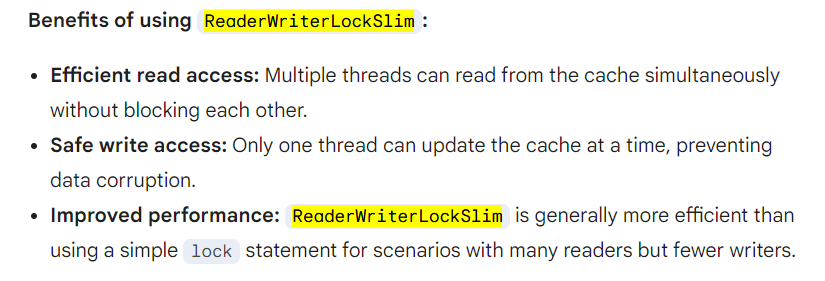 Benefits of using ReaderWriterLockSlim:
• Efficient read access: Multiple threads can read from the cache simultaneously
without blocking each other.
• Safe write access: Only one thread can update the cache at a time, preventing
data corruption.
• Improved performance: ReaderWriterLockSlim is generally more efficient than
using a simple lock statement for scenarios with many readers but fewer writers.